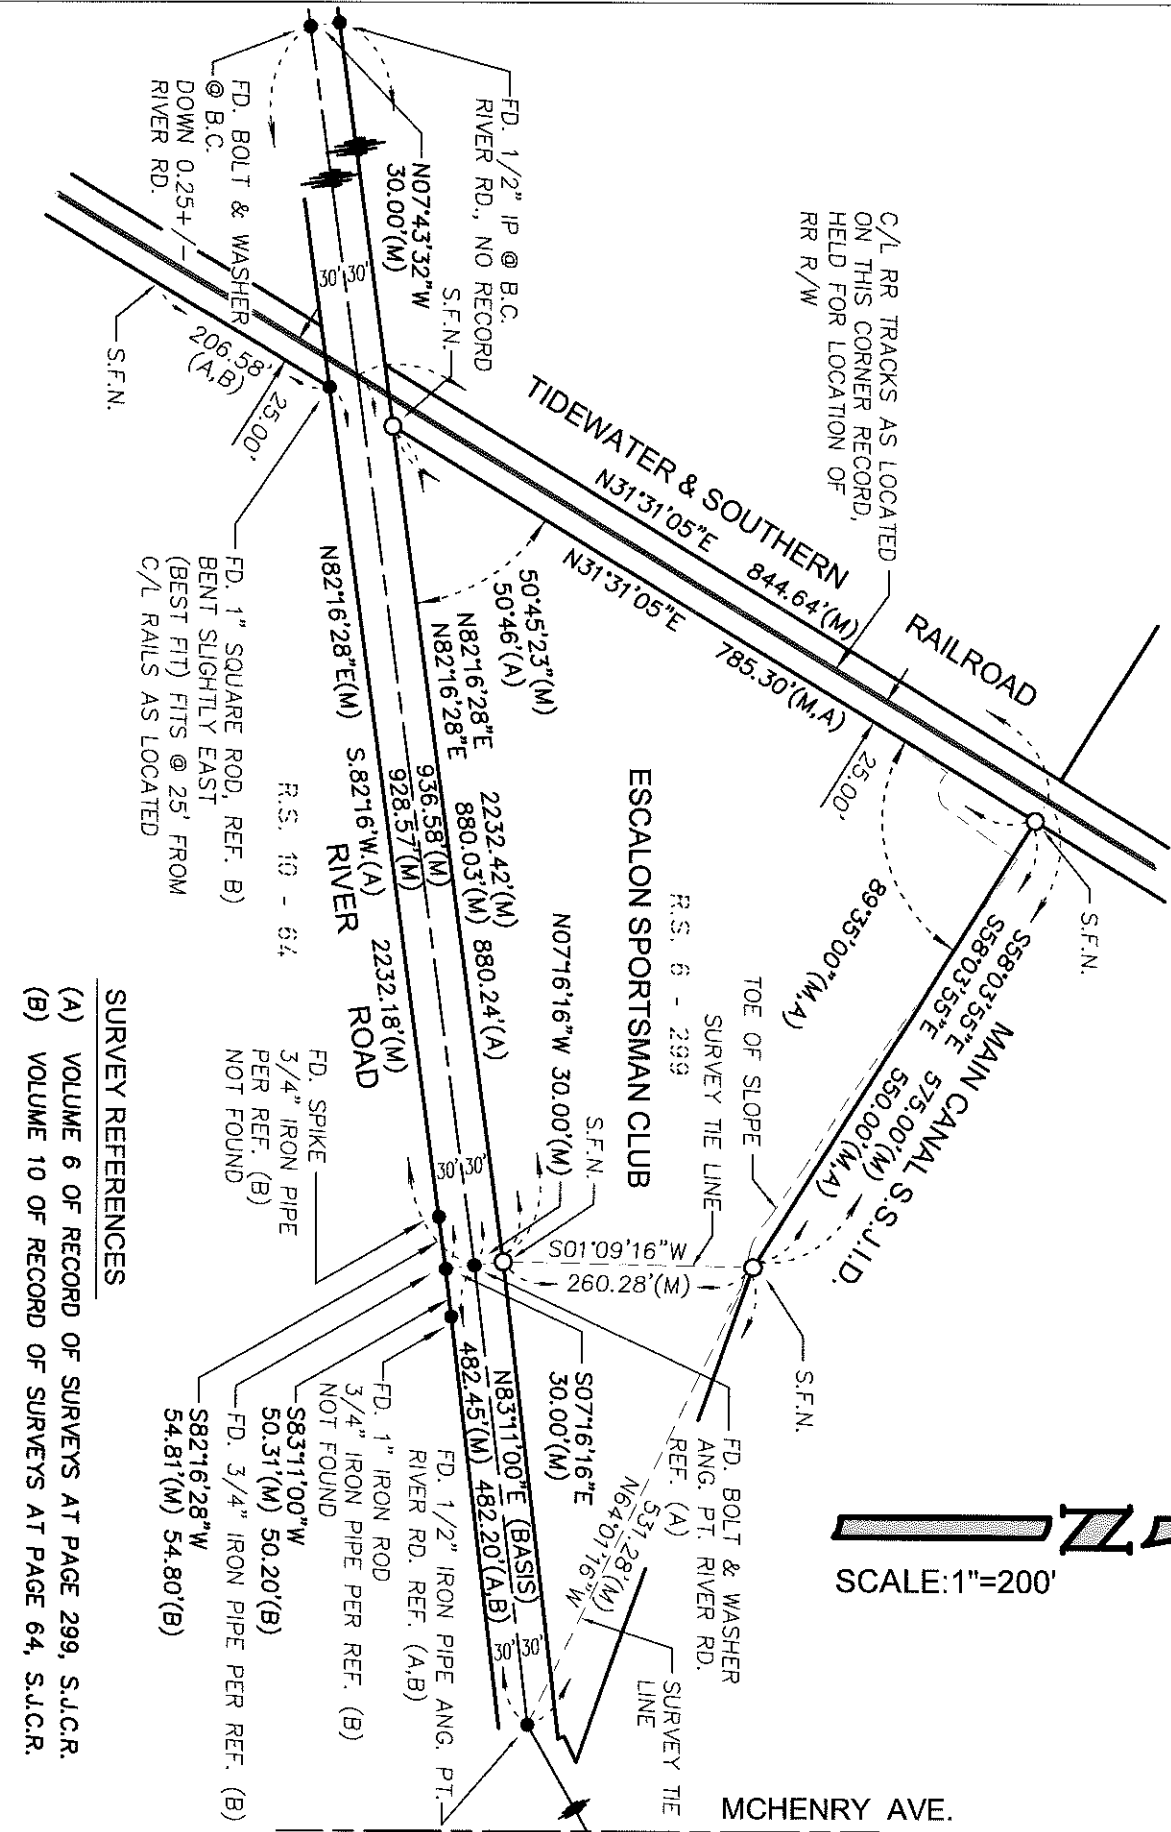 FD. 1/2" IP @ B.C.
RIVER RD., NO RECORD
N07°43'32"W
30.00'(M)
S.F.N.
FD. BOLT & WASHER
@ B.C.
DOWN 0.25+-
RIVER RD.
C/L RR TRACKS AS LOCATED
ON THIS CORNER RECORD,
HELD FOR LOCATION OF
RR R/W
TIDEWATER & SOUTHERN
RAILROAD
N31°31'05"E 844.64'(M)
N31°31'05"E 785.30'(M,A)
25.00'
S.F.N.
MAIN CANAL S.S.J.I.D.
S58°03'55"E 575.00'(M)
S58°03'55"E 550.00'(M,A)
89°35'00"(M,A)
TOE OF SLOPE
SURVEY TIE LINE
ESCALON SPORTSMAN CLUB
R.S. 6 - 299
50°45'23"(M)
50°46'(A)
N82°16'28"E 2232.42'(M)
N82°16'28"E 880.03'(M) 880.24'(A)
936.58'(M)
928.57'(M)
N82°16'28"E(M) S.82°16'W.(A) 2232.18'(M)
RIVER ROAD
30' 30'
206.58'
(A,B)
25.00'
S.F.N.
FD. 1" SQUARE ROD, REF. B)
BENT SLIGHTLY EAST
(BEST FIT) FITS @ 25' FROM
C/L RAILS AS LOCATED
R.S. 10 - 64
N07°16'16"W 30.00'(M)
S.F.N.
30' 30'
S01°09'16"W
260.28'(M)
S.F.N.
FD. BOLT & WASHER
ANG. PT. RIVER RD.
REF. (A)
S07°16'16"E
30.00'(M)
N83°11'00"E (BASIS)
482.45'(M) 482.20'(A,B)
531.28'(M)
N64°01'16"W
SURVEY TIE
LINE
30' 30'
FD. SPIKE
3/4" IRON PIPE
PER REF. (B)
NOT FOUND
FD. 1/2" IRON PIPE ANG. PT.
RIVER RD. REF. (A,B)
FD. 1" IRON ROD
3/4" IRON PIPE PER REF. (B)
NOT FOUND
S83°11'00"W
50.31'(M) 50.20'(B)
FD. 3/4" IRON PIPE PER REF. (B)
S82°16'28"W
54.81'(M) 54.80'(B)
SCALE:1"=200'
MCHENRY AVE.
SURVEY REFERENCES
(A) VOLUME 6 OF RECORD OF SURVEYS AT PAGE 299, S.J.C.R.
(B) VOLUME 10 OF RECORD OF SURVEYS AT PAGE 64, S.J.C.R.